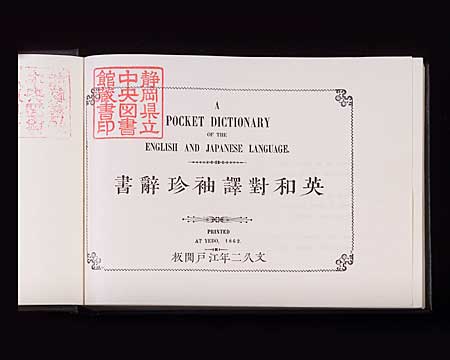 静岡県立
中央図書
館蔵書印
A
POCKET DICTIONARY
OF THE
ENGLISH AND JAPANESE LANGUAGE.
英和對譯袖珍辭書
PRINTED
AT YEDO, 1862.
文久二年江戶開板